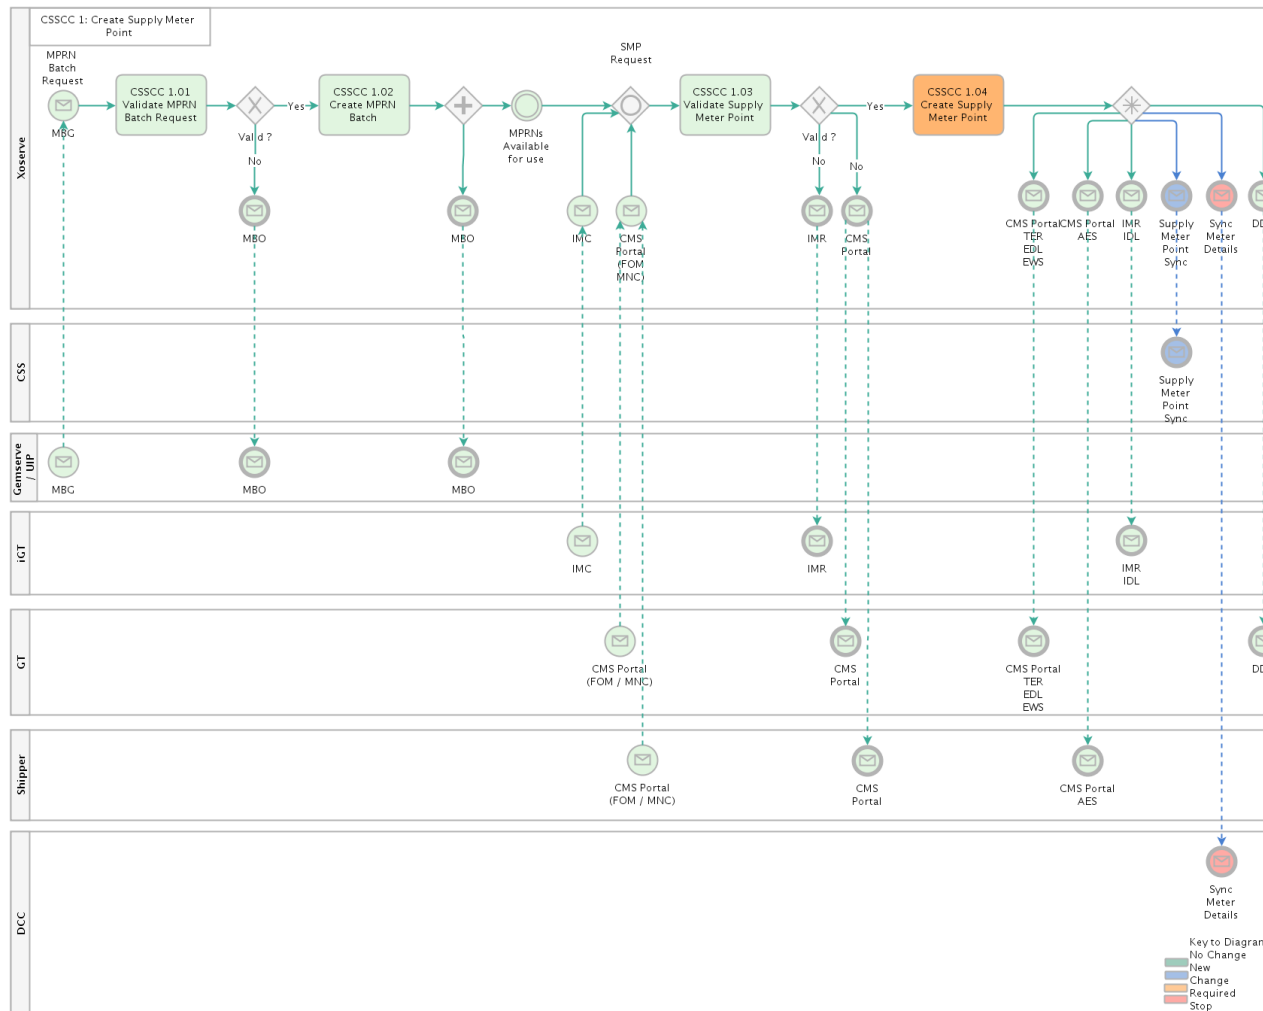 CSSCC 1: Create Supply Meter
Point
MPRN
Batch
Request
SMP
Request
Xoserve
MBG
CSSCC 1.01
Validate MPRN
Batch Request
Valid ?
Yes
No
CSSCC 1.02
Create MPRN
Batch
MPRNs
Available
for use
CSSCC 1.03
Validate Supply
Meter Point
Valid ?
Yes
No
No
CSSCC 1.04
Create Supply
Meter Point
MBO
MBO
IMC
CMS
Portal
(FOM
MNC)
IMR
CMS
Portal
CMS Portal
TER
EDL
EWS
CMS Portal
AES
IMR
IDL
Supply
Meter
Point
Sync
Sync
Meter
Details
CSS
Supply
Meter
Point
Sync
Gemserve
/ UIP
MBG
MBO
MBO
iGT
IMC
IMR
IMR
IDL
GT
CMS Portal
(FOM / MNC)
CMS
Portal
CMS Portal
TER
EDL
EWS
Shipper
CMS Portal
(FOM / MNC)
CMS
Portal
CMS Portal
AES
DCC
Sync
Meter
Details
Key to Diagram
No Change
New
Change
Required
Stop